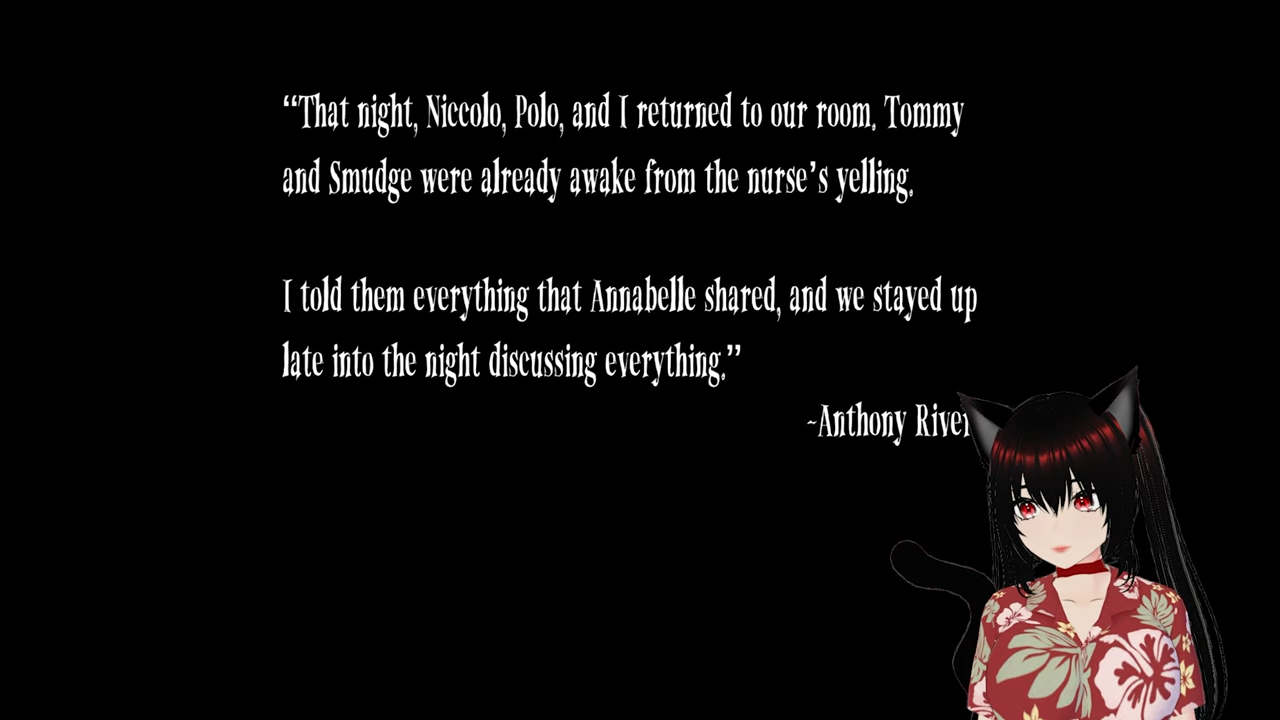 “That night, Niccolo, Polo, and I returned to our room. Tommy
and Smudge were already awake from the nurse’s yelling.
I told them everything that Annabelle shared, and we stayed up
late into the night discussing everything.”
~Anthony